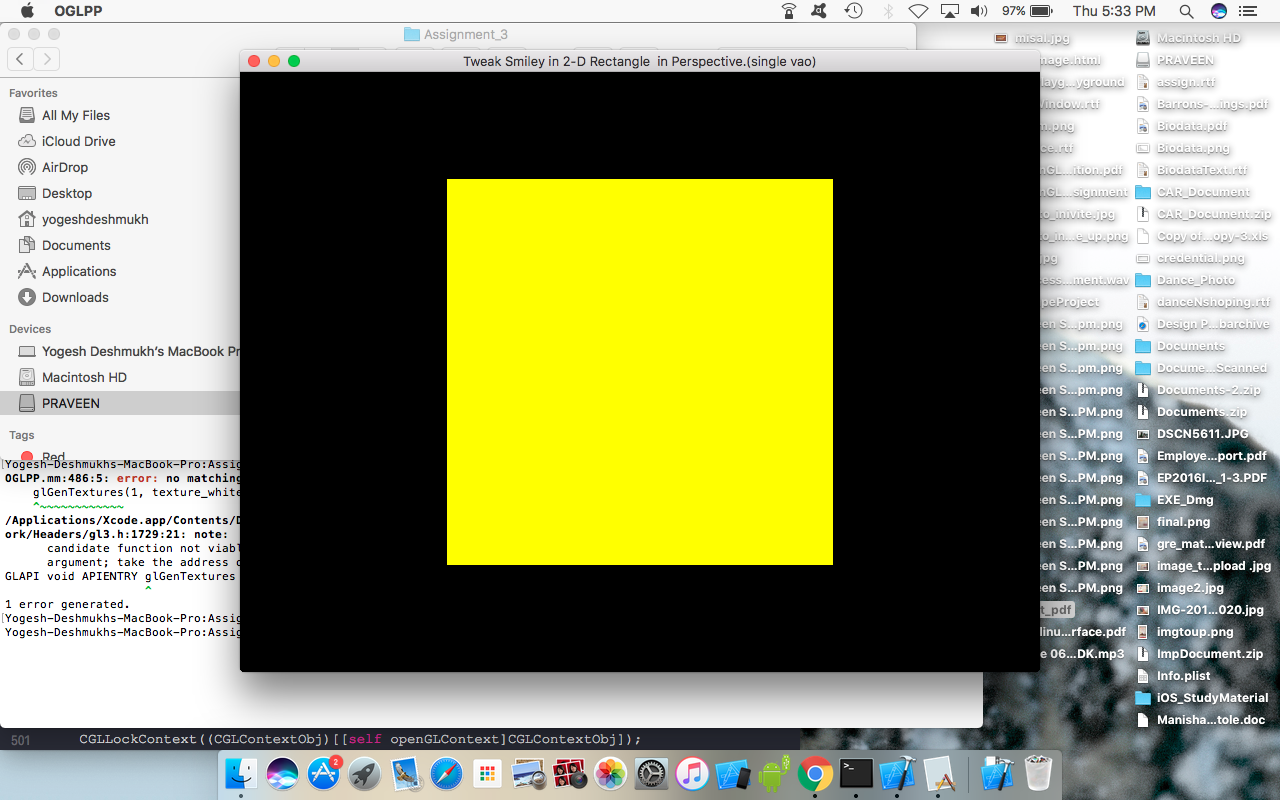 OGLPP
97%
Thu 5:33 PM
Assignment_3
Favorites
All My Files
iCloud Drive
AirDrop
Desktop
yogeshdeshmukh
Documents
Applications
Downloads
Devices
Yogesh Deshmukh's MacBook Pr
Macintosh HD
PRAVEEN
Tags
Red
Tweak Smiley in 2-D Rectangle in Perspective.(single vao)
[Yogesh-Deshmukhs-MacBook-Pro:Assig
OGLPP.mm:486:5: error: no matching
glGenTextures(1, texture_white
^~~~~~~~~~~~~
/Applications/Xcode.app/Contents/D
ork/Headers/gl3.h:1729:21: note:
candidate function not viabl
argument; take the address o
GLAPI void APIENTRY glGenTextures
^
1 error generated.
[Yogesh-Deshmukhs-MacBook-Pro:Assig
Yogesh-Deshmukhs-MacBook-Pro:Assig
501 CGLLockContext((CGLContextObj)[[self openGLContext]CGLContextObj]);
misal.jpg
mage.html
yground
indow.rtf
m.png
ce.rtf
ition.pdf
signment
to_inivite.jpg
to_in...e_up.png
jpg
ment.wav
peProject
en S...pm.png
en S...pm.png
en S...pm.png
en S...PM.png
en S...PM.png
en S...PM.png
en S...PM.png
en S...PM.png
en S...PM.png
en S...PM.png
en S...PM.png
en S...PM.png
en S...PM.png
t_pdf
linu...rface.pdf
e 06...DK.mp3
Macintosh HD
PRAVEEN
assign.rtf
Barrons-...ings.pdf
Biodata.pdf
Biodata.png
BiodataText.rtf
CAR_Document
CAR_Document.zip
Copy of...opy-3.xls
credential.png
Dance_Photo
danceNshoping.rtf
Design P...barchive
Documents
Docume...Scanned
Documents-2.zip
Documents.zip
DSCN5611.JPG
Employe...port.pdf
EP2016I..._1-3.PDF
EXE_Dmg
final.png
gre_mat...view.pdf
image_t...pload .jpg
image2.jpg
IMG-201...020.jpg
imgtoup.png
ImpDocument.zip
Info.plist
iOS_StudyMaterial
Manisha...tole.doc
2